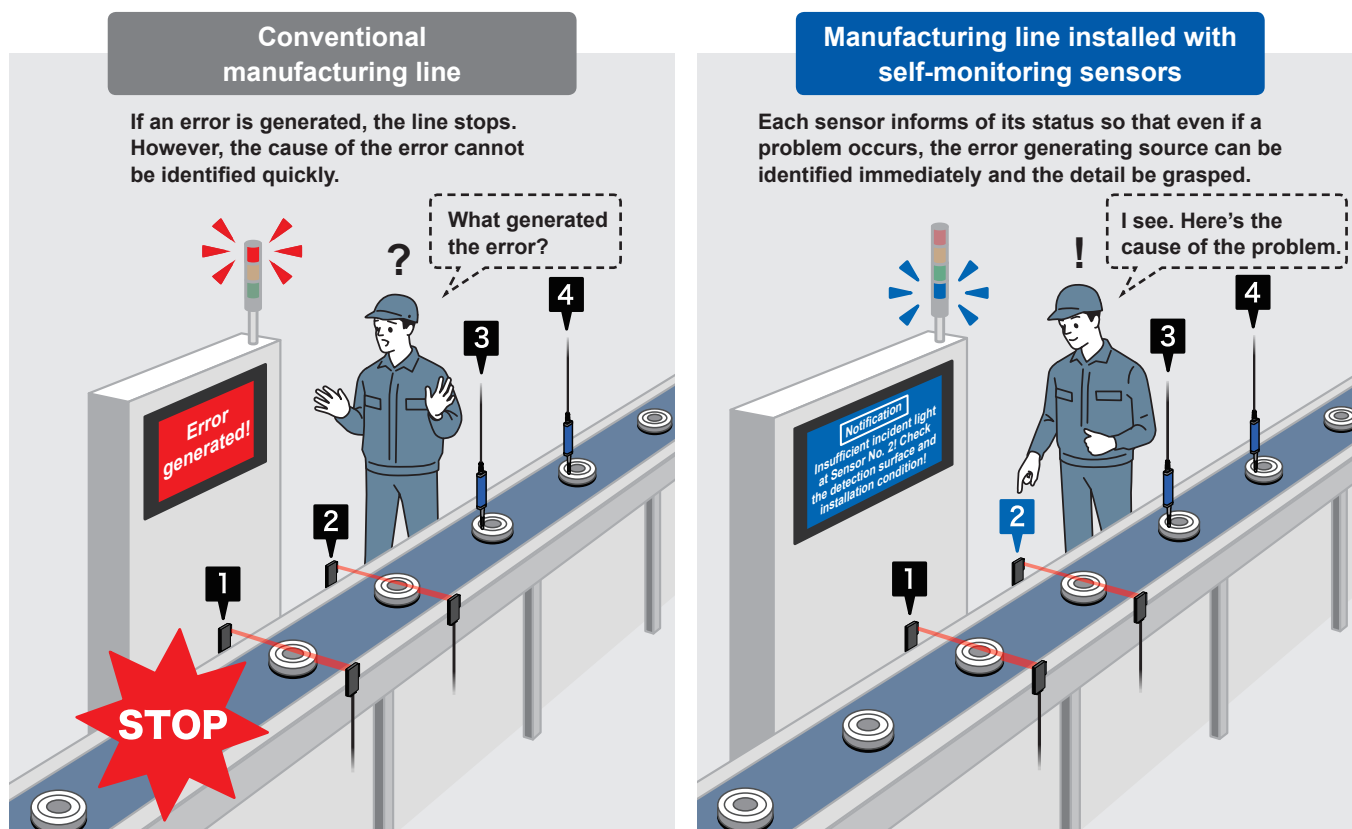 Conventional
manufacturing line
If an error is generated, the line stops.
However, the cause of the error cannot
be identified quickly.
What generated
the error?
?
4
3
Error
generated!
2
1
STOP
Manufacturing line installed with
self-monitoring sensors
Each sensor informs of its status so that even if a
problem occurs, the error generating source can be
identified immediately and the detail be grasped.
I see. Here’s the
cause of the problem.
!
4
3
Notification
Insufficient incident light
at Sensor No. 2! Check
the detection surface and
installation condition!
2
1